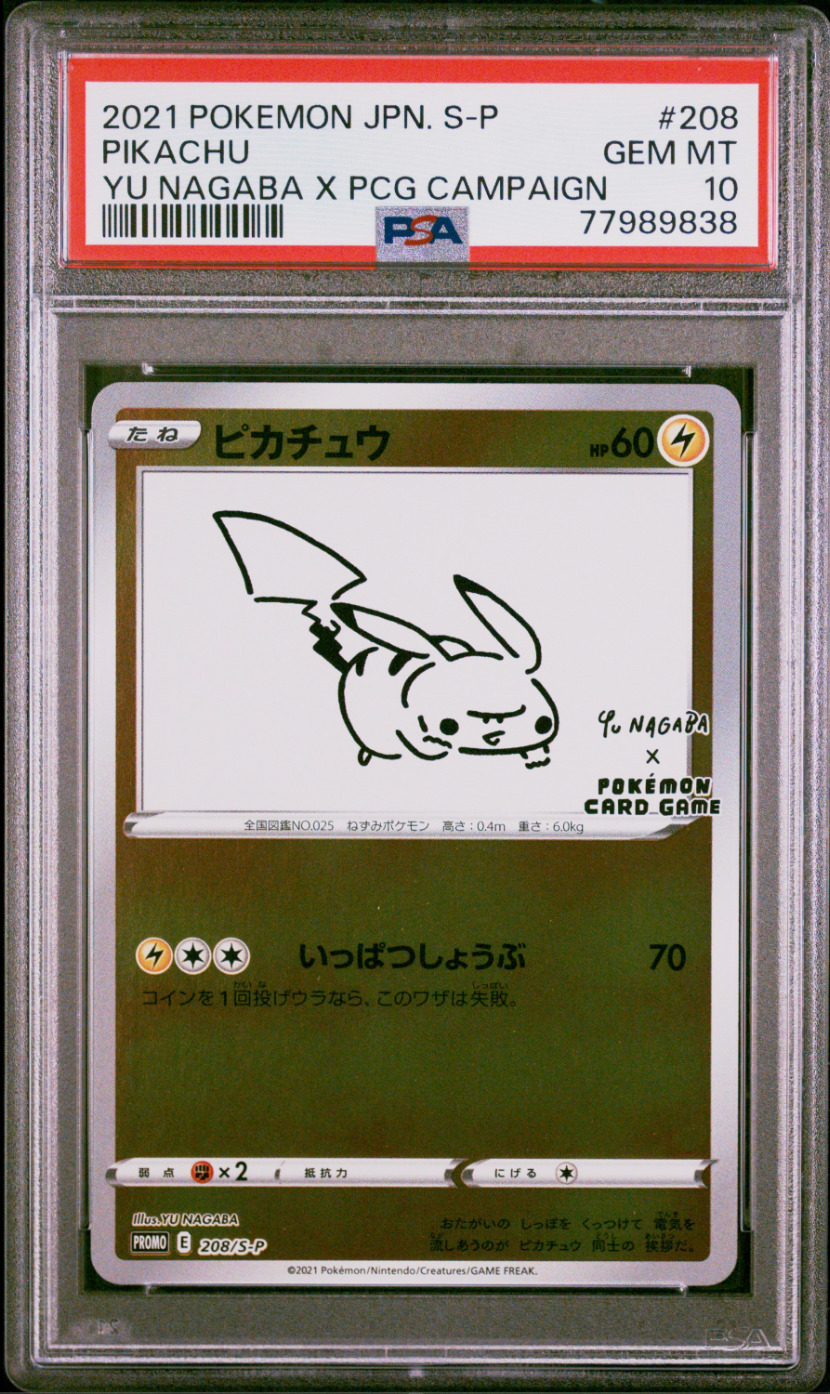 2021 POKEMON JPN. S-P #208
PIKACHU GEM MT
YU NAGABA X PCG CAMPAIGN 10
PSA 77989838
たね ピカチュウ HP60
YU NAGABA
X
POKÉMON
CARD GAME
全国図鑑NO.025 ねずみポケモン 高さ:0.4m 重さ:6.0kg
いっぱつしょうぶ 70
コインを1回投げウラなら、このワザは失敗。
弱点 ×2 抵抗力 にげる
Illus.YU NAGABA
PROMO E 208/S-P
おたがいの しっぽを くっつけて 電気を
流しあうのが ピカチュウ 同士の 挨拶だ。
©2021 Pokémon/Nintendo/Creatures/GAME FREAK.
PSA